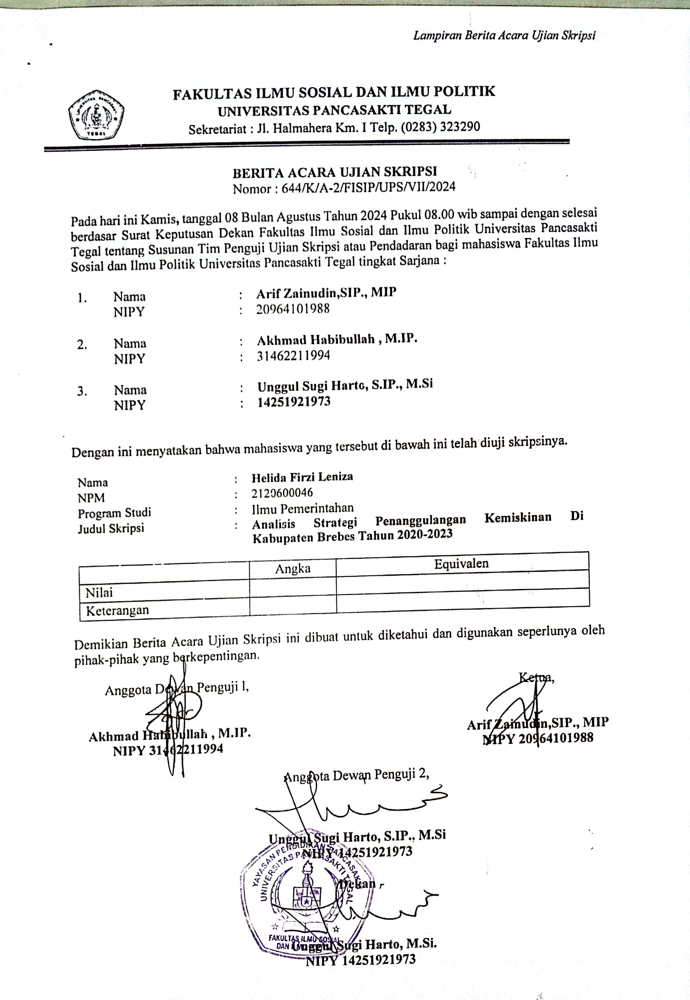 Lampiran Berita Acara Ujian Skripsi
FAKULTAS ILMU SOSIAL DAN ILMU POLITIK
UNIVERSITAS PANCASAKTI TEGAL
Sekretariat : Jl. Halmahera Km. I Telp. (0283) 323290
TEGAL
BERITA ACARA UJIAN SKRIPSI
Nomor : 644/K/A-2/FISIP/UPS/VII/2024
Pada hari ini Kamis, tanggal 08 Bulan Agustus Tahun 2024 Pukul 08.00 wib sampai dengan selesai
berdasar Surat Keputusan Dekan Fakultas Ilmu Sosial dan Ilmu Politik Universitas Pancasakti
Tegal tentang Susunan Tim Penguji Ujian Skripsi atau Pendadaran bagi mahasiswa Fakultas Ilmu
Sosial dan Ilmu Politik Universitas Pancasakti Tegal tingkat Sarjana :
1. Nama : Arif Zainudin,SIP., MIP
NIPY : 20964101988
2. Nama : Akhmad Habibullah , M.IP.
NIPY : 31462211994
3. Nama : Unggul Sugi Harto, S.IP., M.Si
NIPY : 14251921973
Dengan ini menyatakan bahwa mahasiswa yang tersebut di bawah ini telah diuji skripsinya.
Nama : Helida Firzi Leniza
NPM : 2120600046
Program Studi : Ilmu Pemerintahan
Judul Skripsi : Analisis Strategi Penanggulangan Kemiskinan Di
Kabupaten Brebes Tahun 2020-2023
Angka Equivalen
Nilai
Keterangan
Demikian Berita Acara Ujian Skripsi ini dibuat untuk diketahui dan digunakan seperlunya oleh
pihak-pihak yang berkepentingan.
Anggota Dewan Penguji 1,
Akhmad Habibullah , M.IP.
NIPY 31462211994
Ketua,
Arif Zainudin,SIP., MIP
NIPY 20964101988
Anggota Dewan Penguji 2,
Unggul Sugi Harto, S.IP., M.Si
NIPY 14251921973
YAYASAN PENDIDIKAN PANCASAKTI
UNIVERSITAS PANCASAKTI TEGAL
Dekan
FAKULTAS ILMU SOSIAL
DAN
Unggul Sugi Harto, M.Si.
NIPY 14251921973